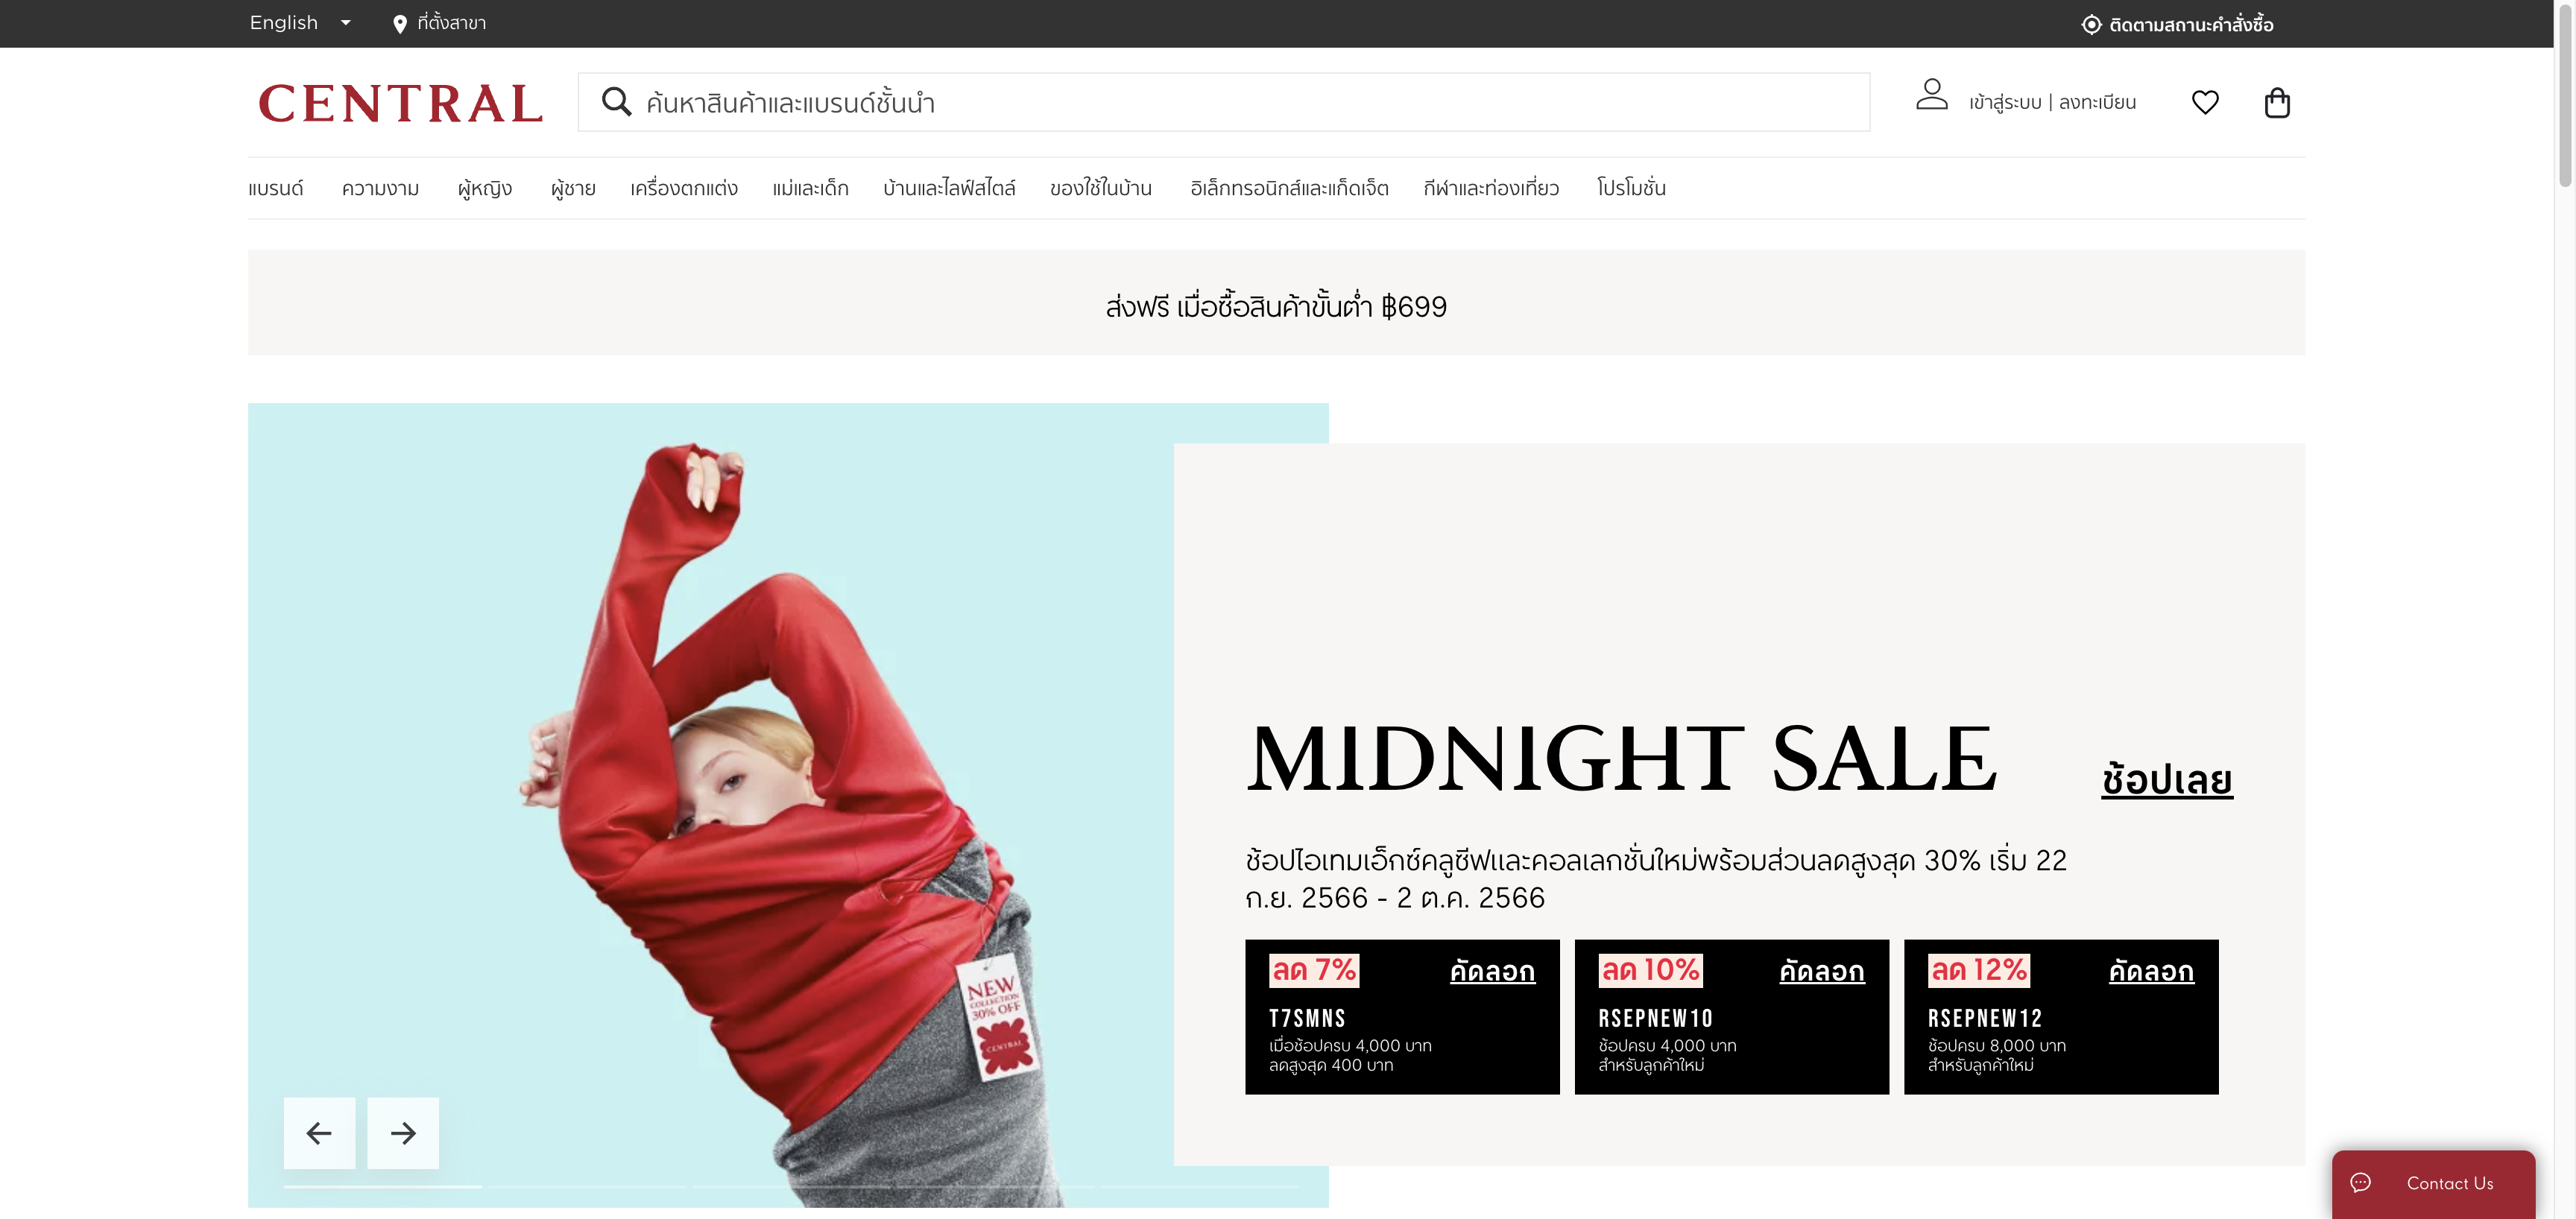 English
ที่ตั้งสาขา
ติดตามสถานะคำสั่งซื้อ
CENTRAL
ค้นหาสินค้าและแบรนด์ชั้นนำ
เข้าสู่ระบบ | ลงทะเบียน
แบรนด์
ความงาม
ผู้หญิง
ผู้ชาย
เครื่องตกแต่ง
แม่และเด็ก
บ้านและไลฟ์สไตล์
ของใช้ในบ้าน
อิเล็กทรอนิกส์และแก็ดเจ็ต
กีฬาและท่องเที่ยว
โปรโมชั่น
ส่งฟรี เมื่อซื้อสินค้าขั้นต่ำ ฿699
NEW
COLLECTION
30% OFF
CENTRAL
MIDNIGHT SALE
ช้อปเลย
ช้อปไอเทมเอ็กซ์คลูซีฟและคอลเลกชั่นใหม่พร้อมส่วนลดสูงสุด 30% เริ่ม 22
ก.ย. 2566 - 2 ต.ค. 2566
ลด 7%
คัดลอก
T7SMNS
เมื่อช้อปครบ 4,000 บาท
ลดสูงสุด 400 บาท
ลด 10%
คัดลอก
RSEPNEW10
ช้อปครบ 4,000 บาท
สำหรับลูกค้าใหม่
ลด 12%
คัดลอก
RSEPNEW12
ช้อปครบ 8,000 บาท
สำหรับลูกค้าใหม่
Contact Us